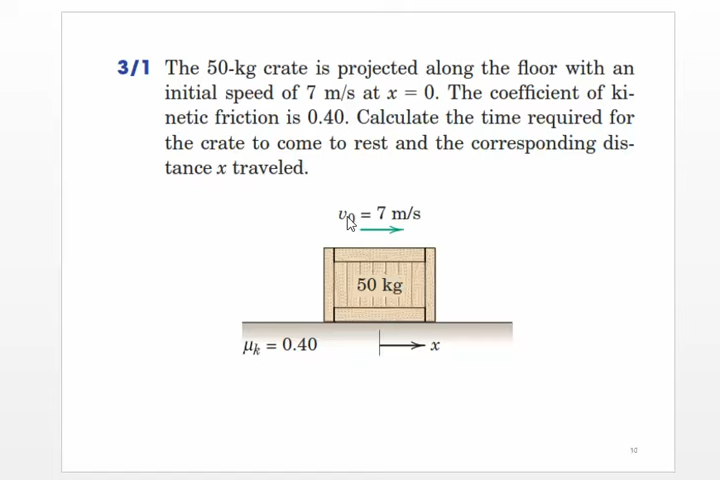 3/1 The 50-kg crate is projected along the floor with an
initial speed of 7 m/s at x = 0. The coefficient of ki-
netic friction is 0.40. Calculate the time required for
the crate to come to rest and the corresponding dis-
tance x traveled.
v₀ = 7 m/s
50 kg
μₖ = 0.40
x
10